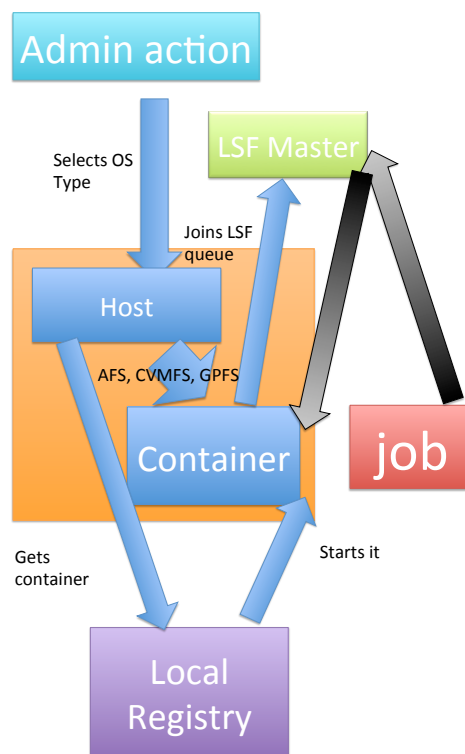 Admin action
LSF Master
Selects OS
Type
Joins LSF
queue
Host
AFS, CVMFS, GPFS
Container
job
Gets
container
Starts it
Local
Registry